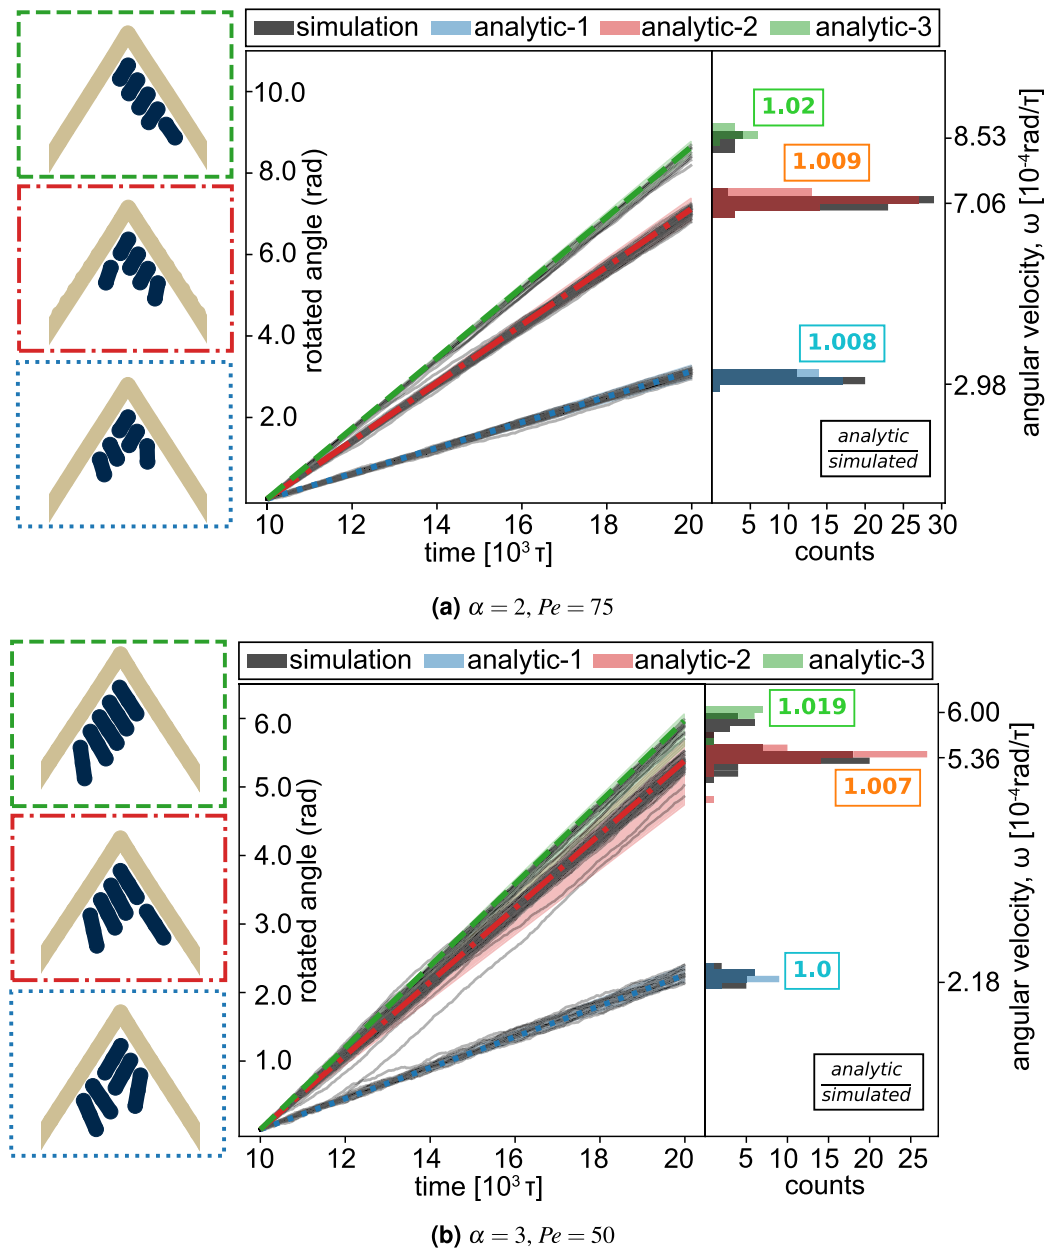 simulation analytic-1 analytic-2 analytic-3
10.0
8.0
6.0
4.0
2.0
rotated angle (rad)
10 12 14 16 18 20
time [10³ τ]
1.02
1.009
1.008
analytic
simulated
5 10 15 20 25 30
counts
8.53
7.06
2.98
angular velocity, ω [10⁻⁴rad/τ]
(a) α = 2, Pe = 75
simulation analytic-1 analytic-2 analytic-3
6.0
5.0
4.0
3.0
2.0
1.0
rotated angle (rad)
10 12 14 16 18 20
time [10³ τ]
1.019
1.007
1.0
analytic
simulated
5 10 15 20 25
counts
6.00
5.36
2.18
angular velocity, ω [10⁻⁴rad/τ]
(b) α = 3, Pe = 50